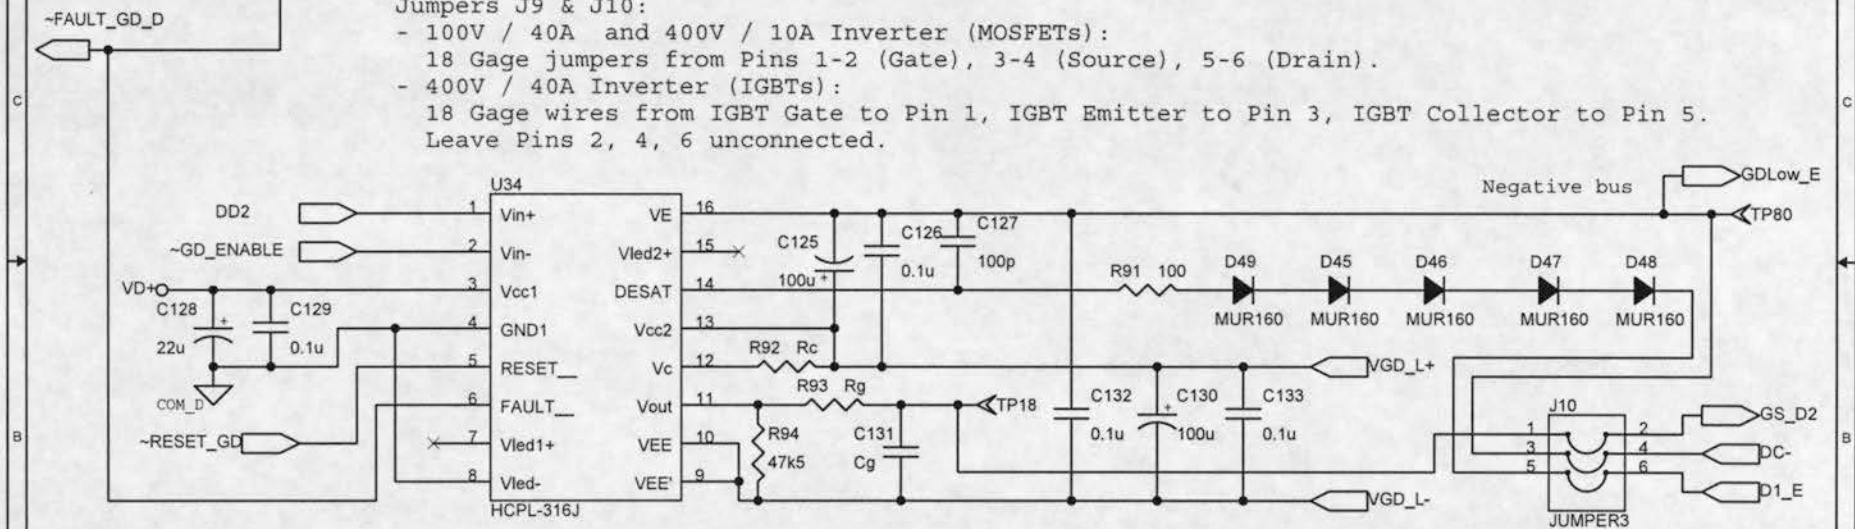 ~FAULT_GD_D
Jumpers J9 & J10:
- 100V / 40A and 400V / 10A Inverter (MOSFETs):
18 Gage jumpers from Pins 1-2 (Gate), 3-4 (Source), 5-6 (Drain).
- 400V / 40A Inverter (IGBTs):
18 Gage wires from IGBT Gate to Pin 1, IGBT Emitter to Pin 3, IGBT Collector to Pin 5.
Leave Pins 2, 4, 6 unconnected.
C
C
U34
Negative bus
GDLow_E
DD2
1
Vin+
VE
16
TP80
~GD_ENABLE
2
Vin-
Vled2+
15
C125
100u
+
C126
0.1u
C127
100p
VD+
3
Vcc1
DESAT
14
R91 100
D49
MUR160
D45
MUR160
D46
MUR160
D47
MUR160
D48
MUR160
C128
+
22u
C129
0.1u
4
GND1
Vcc2
13
5
RESET__
Vc
12
R92 Rc
VGD_L+
COM_D
6
FAULT__
Vout
11
R93 Rg
TP18
~RESET_GD
7
Vled1+
VEE
10
R94
47k5
C131
Cg
C132
0.1u
+
C130
100u
C133
0.1u
8
Vled-
VEE'
9
VGD_L-
HCPL-316J
J10
1
2
GS_D2
3
4
DC-
5
6
D1_E
JUMPER3
B
B